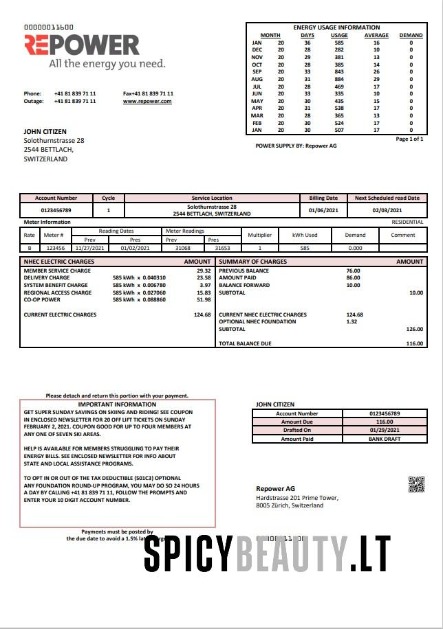 00000011600
REPOWER
All the energy you need.
Phone: +41 81 839 71 11 Fax:+41 81 839 71 11
Outage: +41 81 839 71 11 www.repower.com
JOHN CITIZEN
Solothurnstrasse 28
2544 BETTLACH,
SWITZERLAND
ENERGY USAGE INFORMATION
MONTH DAYS USAGE AVERAGE DEMAND
JAN 20 36 585 16 0
DEC 20 28 282 10 0
NOV 20 29 381 13 0
OCT 20 28 385 14 0
SEP 20 33 843 26 0
AUG 20 31 884 29 0
JUL 20 28 469 17 0
JUN 20 33 335 10 0
MAY 20 30 435 15 0
APR 20 31 412 13 0
MAR 20 28 365 13 0
FEB 20 30 524 17 0
JAN 20 30 507 17 0
Page 1 of 1
POWER SUPPLY BY: Repower AG
Account Number Cycle Service Location Billing Date Next Scheduled read Date
0123456789 1 Solothurnstrasse 28 01/06/2021 02/03/2021
2544 BETTLACH, SWITZERLAND
Meter Information RESIDENTIAL
Rate Meter # Reading Dates Meter Readings Multiplier kWh Used Demand Comment
Prev Pres Prev Pres
B 123456 11/27/2021 01/02/2021 31068 31653 1 585 0.000
NHEC ELECTRIC CHARGES AMOUNT
MEMBER SERVICE CHARGE 29.32
DELIVERY CHARGE 585 kWh x 0.040310 23.58
SYSTEM BENEFIT CHARGE 585 kWh x 0.006780 3.97
REGIONAL ACCESS CHARGE 585 kWh x 0.027060 15.83
CO-OP POWER 585 kWh x 0.088860 51.98
CURRENT ELECTRIC CHARGES 124.68
SUMMARY OF CHARGES AMOUNT
PREVIOUS BALANCE 76.00
AMOUNT PAYMENTS 86.00
BALANCE FORWARD 10.00
SUBTOTAL 10.00
CURRENT NHEC ELECTRIC CHARGES 124.68
OPTIONAL NHEC FOUNDATION 1.32
SUBTOTAL 126.00
TOTAL BALANCE DUE 116.00
Please detach and return this portion with your payment.
IMPORTANT INFORMATION
GET SUPER SUNDAY SAVINGS ON SKIING AND RIDING! SEE COUPON
IN ENCLOSED NEWSLETTER FOR 20 OFF LIFT TICKETS ON SUNDAY
FEBRUARY 2, 2021. COUPON GOOD FOR UP TO FOUR MEMBERS AT
ANY ONE OF SEVEN SKI AREAS.
HELP IS AVAILABLE FOR MEMBERS STRUGGLING TO PAY THEIR
ENERGY BILLS. SEE ENCLOSED NEWSLETTER FOR INFO ABOUT
STATE AND LOCAL ASSISTANCE PROGRAMS.
TO OPT IN OR OUT OF THE TAX DEDUCTIBLE (501C3) OPTIONAL
ANY FOUNDATION ROUND-UP PROGRAM, YOU MAY DO SO 24 HOURS
A DAY BY CALLING +41 81 839 71 11, FOLLOW THE PROMPTS AND
ENTER YOUR 10 DIGIT ACCOUNT NUMBER.
Payments must be posted by
the due date to avoid a 1.5% late
JOHN CITIZEN
Account Number 0123456789
Amount Due 116.00
Drafted On 01/29/2021
Amount Paid BANK DRAFT
Repower AG
Hardstrasse 201 Prime Tower,
8005 Zürich, Switzerland
SPICYBEAUTY.LT